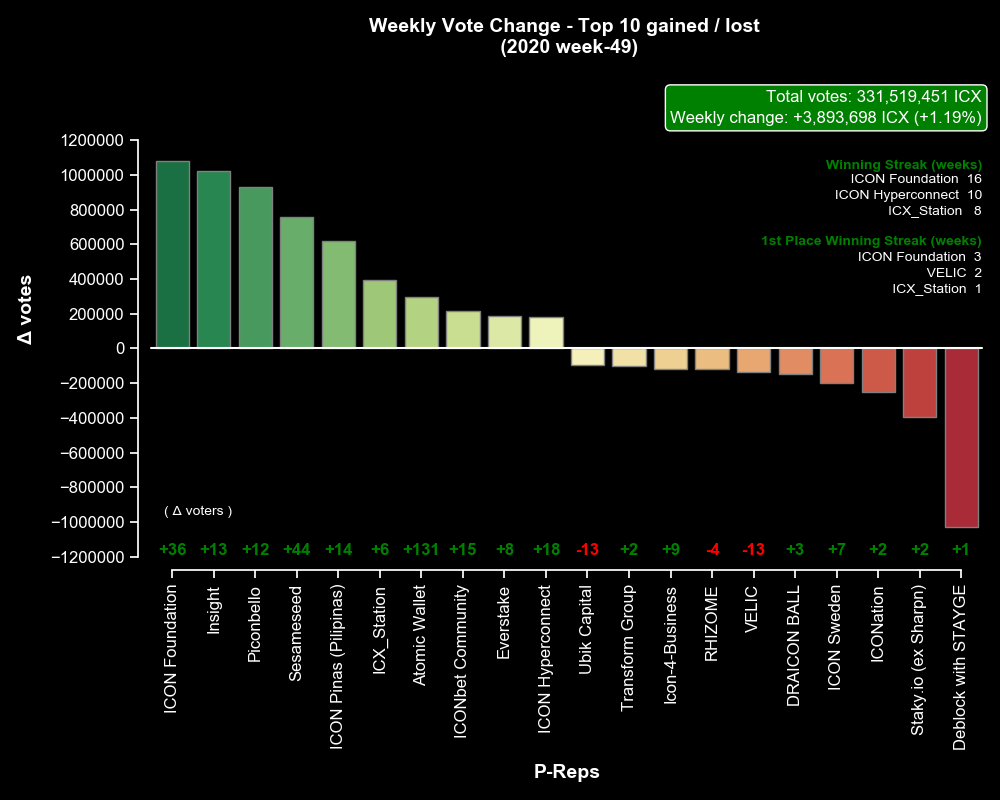 Weekly Vote Change - Top 10 gained / lost
(2020 week-49)
Total votes: 331,519,451 ICX
Weekly change: +3,893,698 ICX (+1.19%)
Winning Streak (weeks)
ICON Foundation 16
ICON Hyperconnect 10
ICX_Station 8
1st Place Winning Streak (weeks)
ICON Foundation 3
VELIC 2
ICX_Station 1
Δ votes
1200000
1000000
800000
600000
400000
200000
0
−200000
−400000
−600000
−800000
−1000000
−1200000
( Δ voters )
+36 +13 +12 +44 +14 +6 +131 +15 +8 +18 -13 +2 +9 -4 -13 +3 +7 +2 +2 +1
ICON Foundation
Insight
Piconbello
Sesameseed
ICON Pinas (Pilipinas)
ICX_Station
Atomic Wallet
ICONbet Community
Everstake
ICON Hyperconnect
Ubik Capital
Transform Group
Icon-4-Business
RHIZOME
VELIC
DRAICON BALL
ICON Sweden
ICONation
Staky.io (ex Sharpn)
Deblock with STAYGE
P-Reps